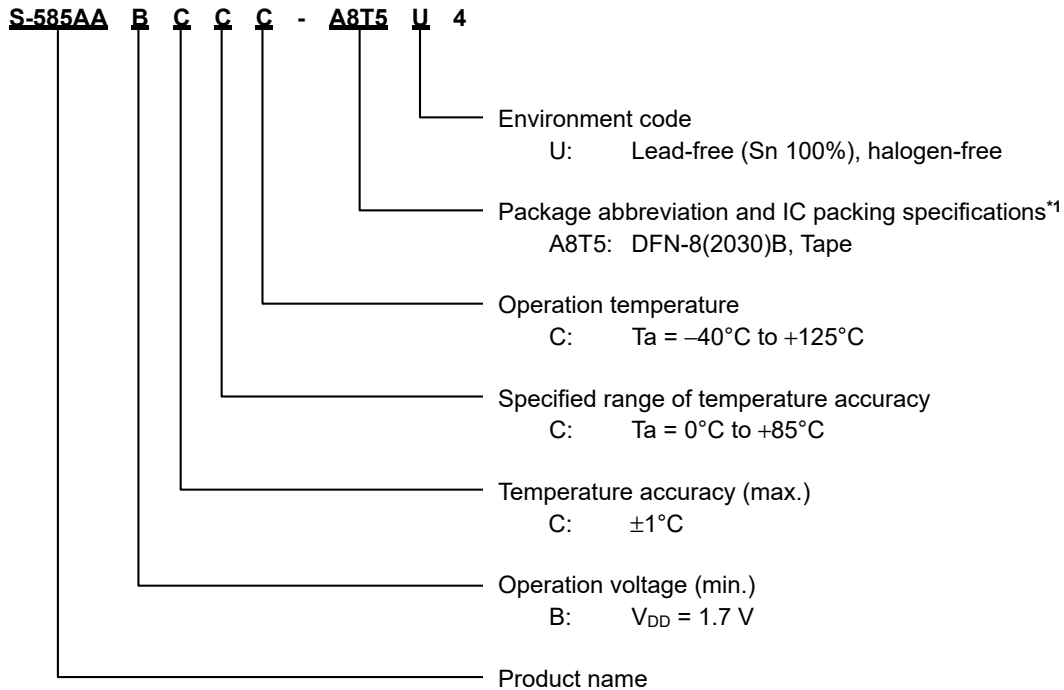 S-585AA B C C C - A8T5 U 4
Environment code
U: Lead-free (Sn 100%), halogen-free
Package abbreviation and IC packing specifications*1
A8T5: DFN-8(2030)B, Tape
Operation temperature
C: Ta = −40°C to +125°C
Specified range of temperature accuracy
C: Ta = 0°C to +85°C
Temperature accuracy (max.)
C: ±1°C
Operation voltage (min.)
B: VDD = 1.7 V
Product name